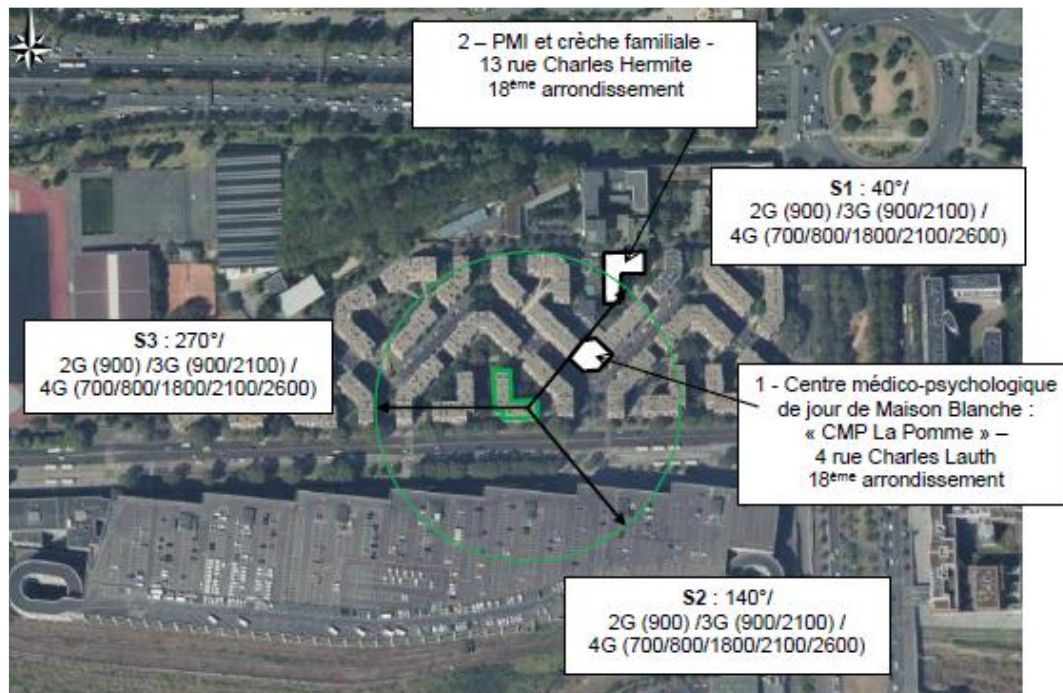 2 – PMI et crèche familiale -
13 rue Charles Hermite
18ème arrondissement
S1 : 40°/
2G (900) /3G (900/2100) /
4G (700/800/1800/2100/2600)
S3 : 270°/
2G (900) /3G (900/2100) /
4G (700/800/1800/2100/2600)
1 - Centre médico-psychologique
de jour de Maison Blanche :
« CMP La Pomme » –
4 rue Charles Lauth
18ème arrondissement
S2 : 140°/
2G (900) /3G (900/2100) /
4G (700/800/1800/2100/2600)